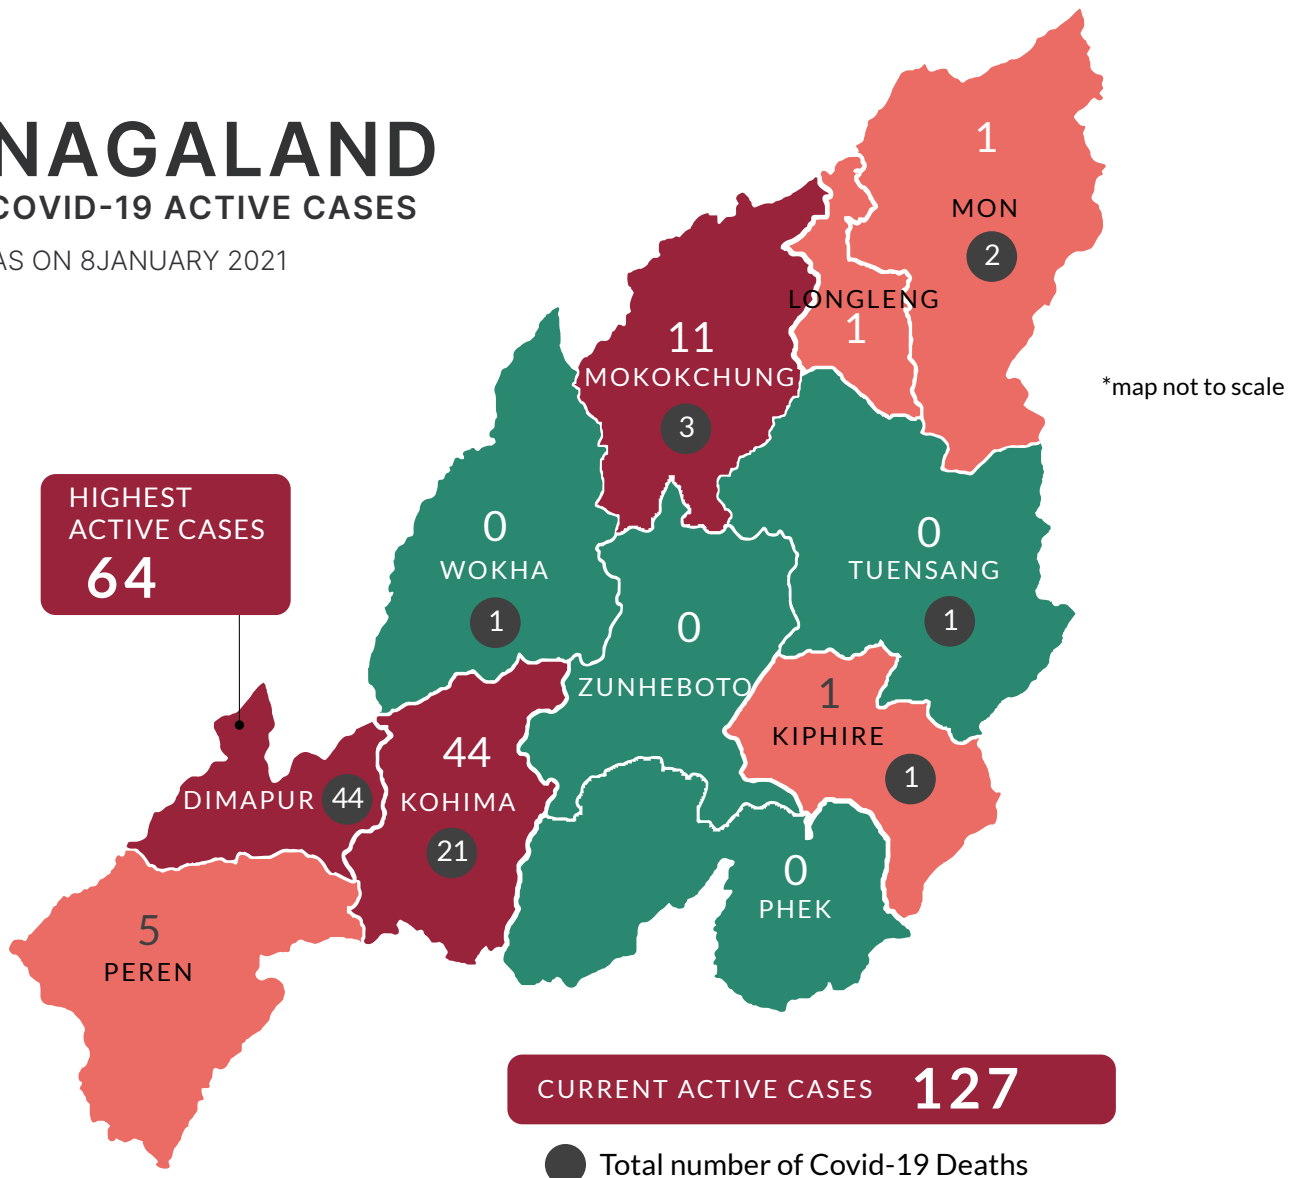 NAGALAND
COVID-19 ACTIVE CASES
AS ON 8JANUARY 2021
1
MON
2
LONGLENG
1
11
MOKOKCHUNG
3
*map not to scale
HIGHEST
ACTIVE CASES
64
0
WOKHA
1
0
TUENSANG
1
0
ZUNHEBOTO
1
KIPHIRE
1
44
KOHIMA
21
DIMAPUR 44
0
PHEK
5
PEREN
CURRENT ACTIVE CASES 127
Total number of Covid-19 Deaths